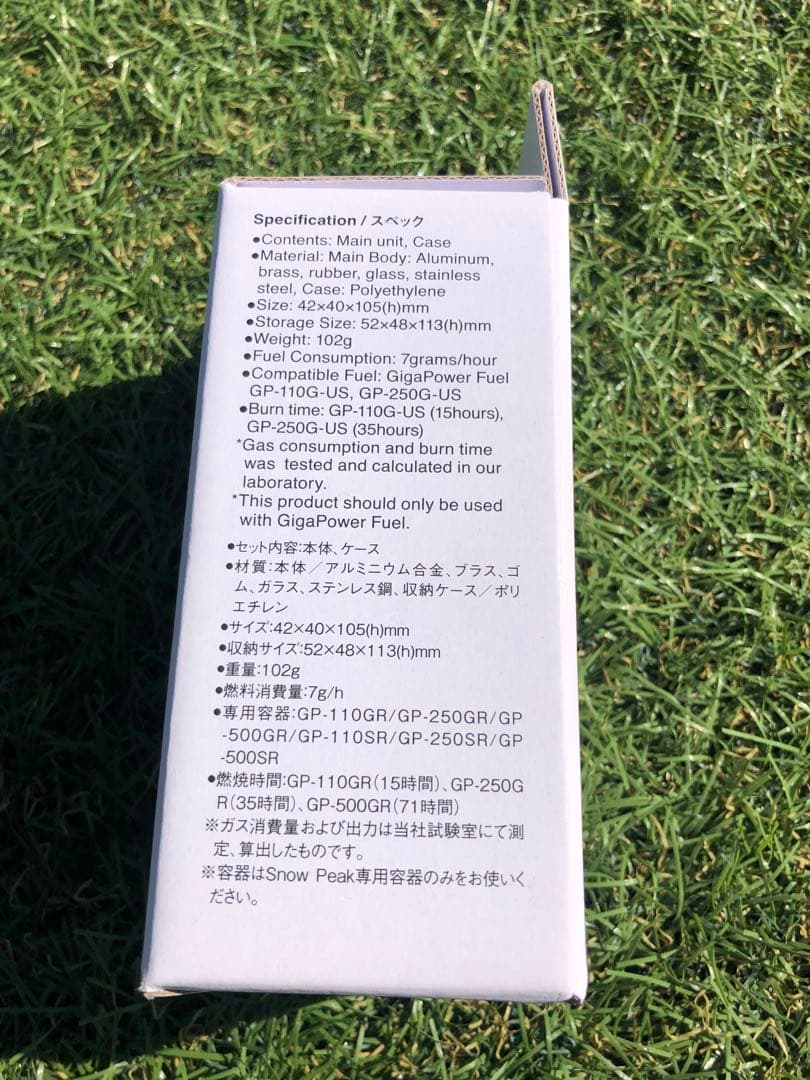 Specification / スペック
●Contents: Main unit, Case
●Material: Main Body: Aluminum,
brass, rubber, glass, stainless
steel, Case: Polyethylene
●Size: 42×40×105(h)mm
●Storage Size: 52×48×113(h)mm
●Weight: 102g
●Fuel Consumption: 7grams/hour
●Compatible Fuel: GigaPower Fuel
GP-110G-US, GP-250G-US
●Burn time: GP-110G-US (15hours),
GP-250G-US (35hours)
*Gas consumption and burn time
was tested and calculated in our
laboratory.
*This product should only be used
with GigaPower Fuel.
●セット内容:本体、ケース
●材質:本体／アルミニウム合金、ブラス、ゴ
ム、ガラス、ステンレス鋼、収納ケース／ポリ
エチレン
●サイズ:42×40×105(h)mm
●収納サイズ:52×48×113(h)mm
●重量:102g
●燃料消費量:7g/h
●専用容器:GP-110GR/GP-250GR/GP
-500GR/GP-110SR/GP-250SR/GP
-500SR
●燃焼時間:GP-110GR(15時間)、GP-250G
R(35時間)、GP-500GR(71時間)
※ガス消費量および出力は当社試験室にて測
定、算出したものです。
※容器はSnow Peak専用容器のみをお使いく
ださい。